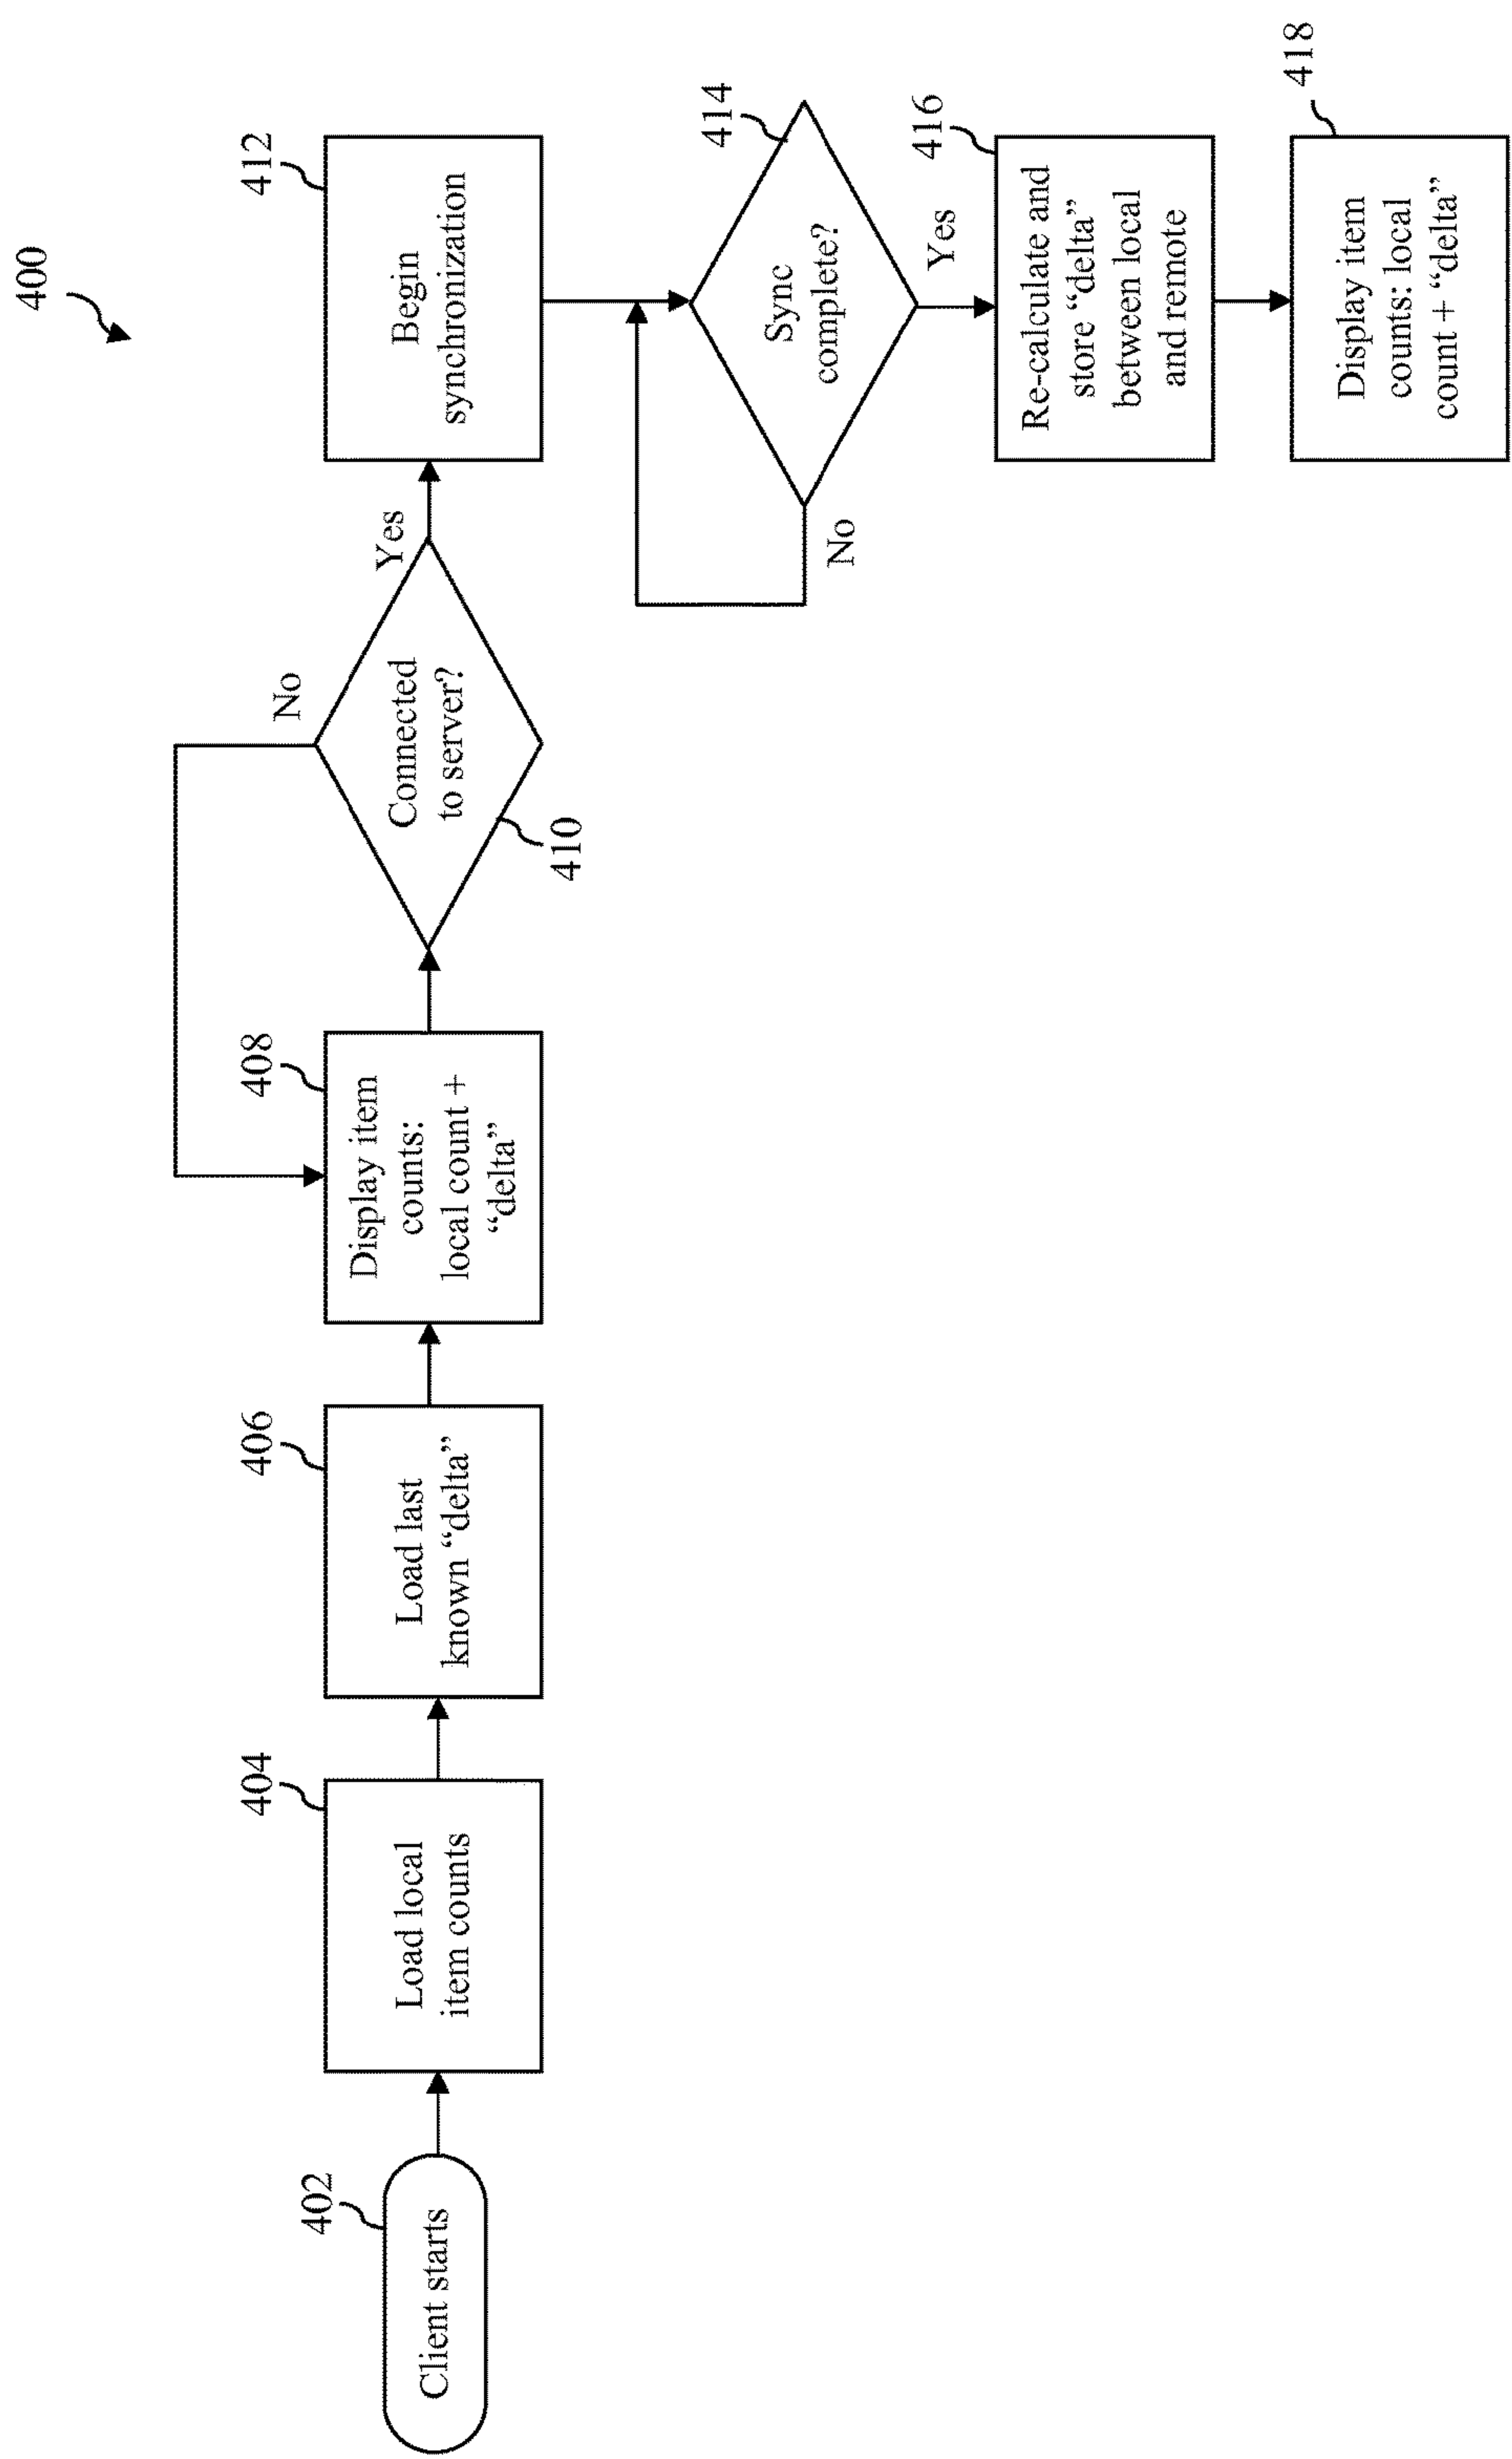 400
402
Client starts
404
Load local
item counts
406
Load last
known “delta”
408
Display item
counts:
local count +
“delta”
410
Connected
to server?
No
Yes
412
Begin
synchronization
414
Sync
complete?
No
Yes
416
Re-calculate and
store “delta”
between local
and remote
418
Display item
counts: local
count + “delta”